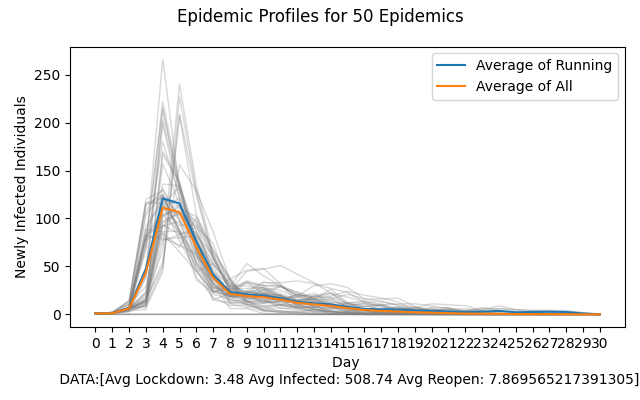 Epidemic Profiles for 50 Epidemics
Average of Running
Average of All
Newly Infected Individuals
250
200
150
100
50
0
0 1 2 3 4 5 6 7 8 9 10 11 12 13 14 15 16 17 18 19 20 21 22 23 24 25 26 27 28 29 30
Day
DATA:[Avg Lockdown: 3.48 Avg Infected: 508.74 Avg Reopen: 7.869565217391305]